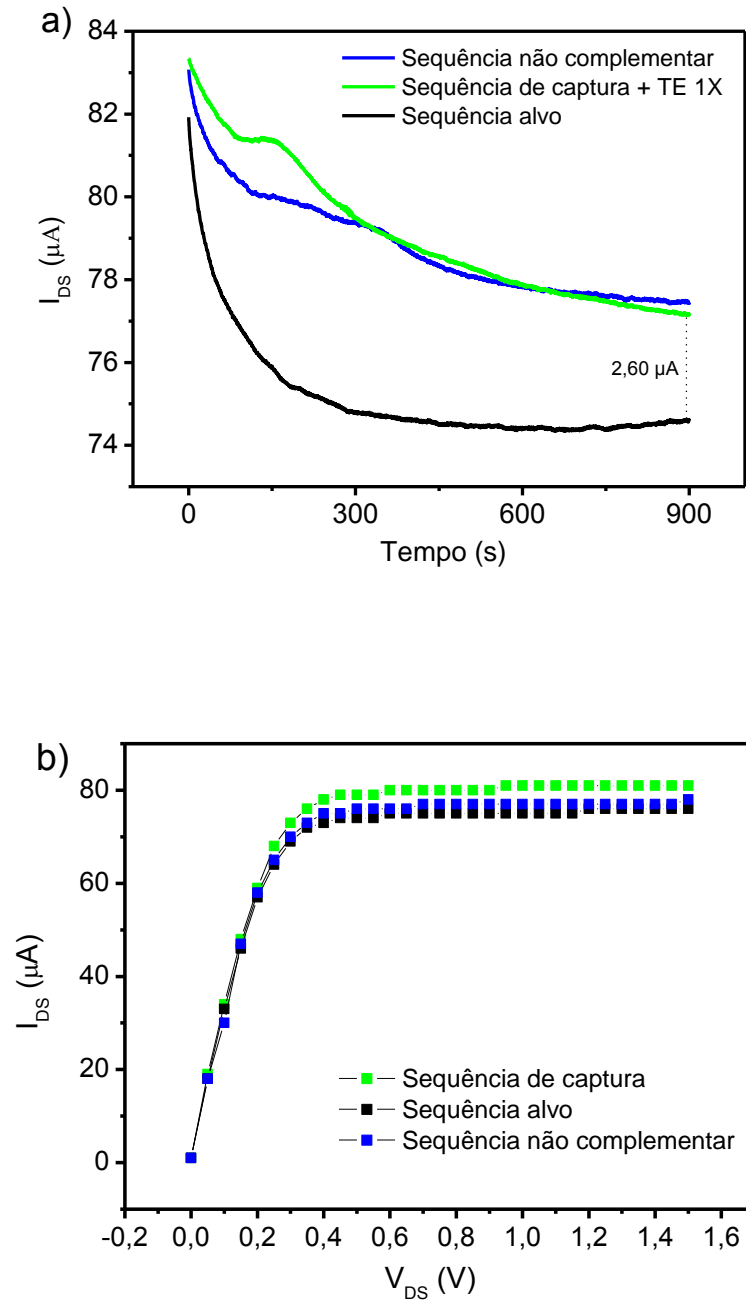 a)
84
82
80
78
76
74
I_DS (μA)
Sequência não complementar
Sequência de captura + TE 1X
Sequência alvo
2,60 μA
0
300
600
900
Tempo (s)
b)
80
60
40
20
0
I_DS (μA)
Sequência de captura
Sequência alvo
Sequência não complementar
-0,2
0,0
0,2
0,4
0,6
0,8
1,0
1,2
1,4
1,6
V_DS (V)